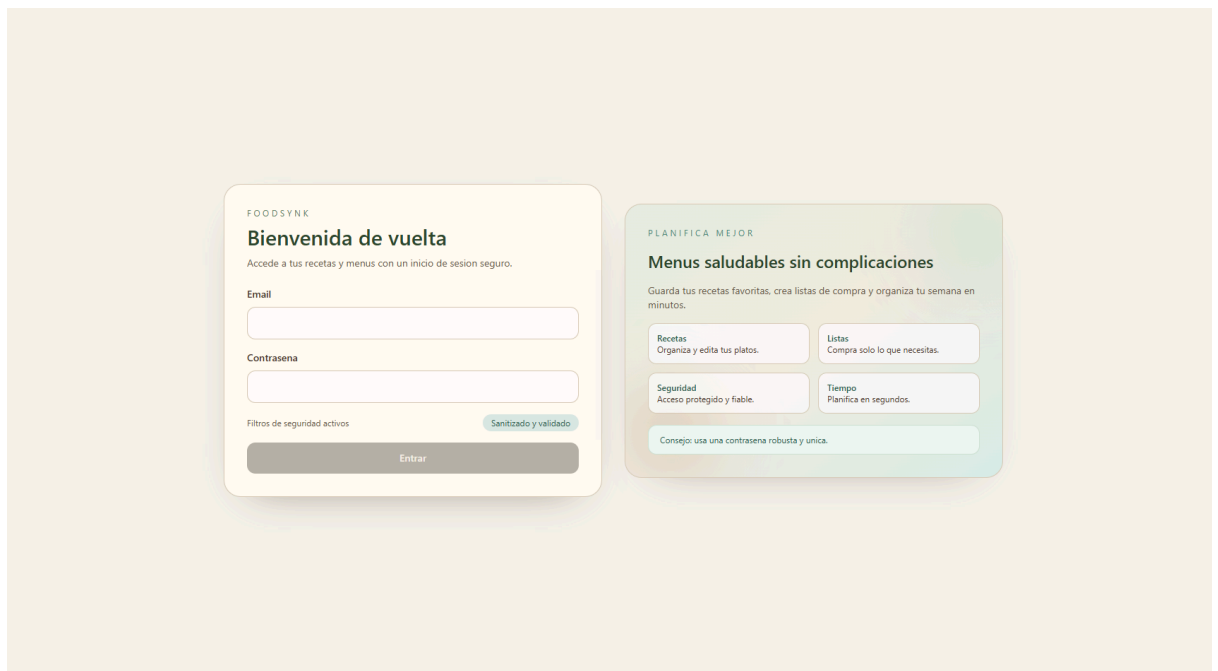 FOODSYNK
Bienvenida de vuelta
Accede a tus recetas y menus con un inicio de sesion seguro.
Email
Contrasena
Filtros de seguridad activos
Sanitizado y validado
Entrar
PLANIFICA MEJOR
Menus saludables sin complicaciones
Guarda tus recetas favoritas, crea listas de compra y organiza tu semana en
minutos.
Recetas
Organiza y edita tus platos.
Listas
Compra solo lo que necesitas.
Seguridad
Acceso protegido y fiable.
Tiempo
Planifica en segundos.
Consejo: usa una contrasena robusta y unica.